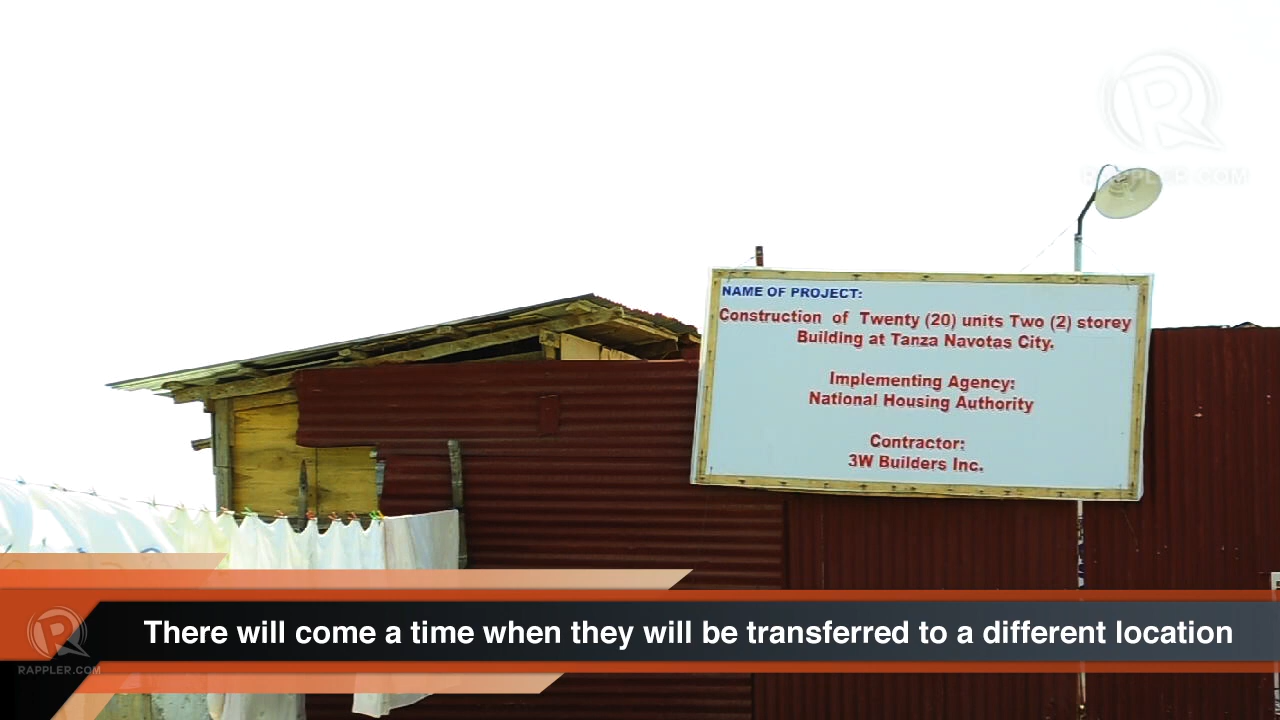 RAPPLER.COM
NAME OF PROJECT:
Construction of Twenty (20) units Two (2) storey
Building at Tanza Navotas City.
Implementing Agency:
National Housing Authority
Contractor:
3W Builders Inc.
There will come a time when they will be transferred to a different location
RAPPLER.COM